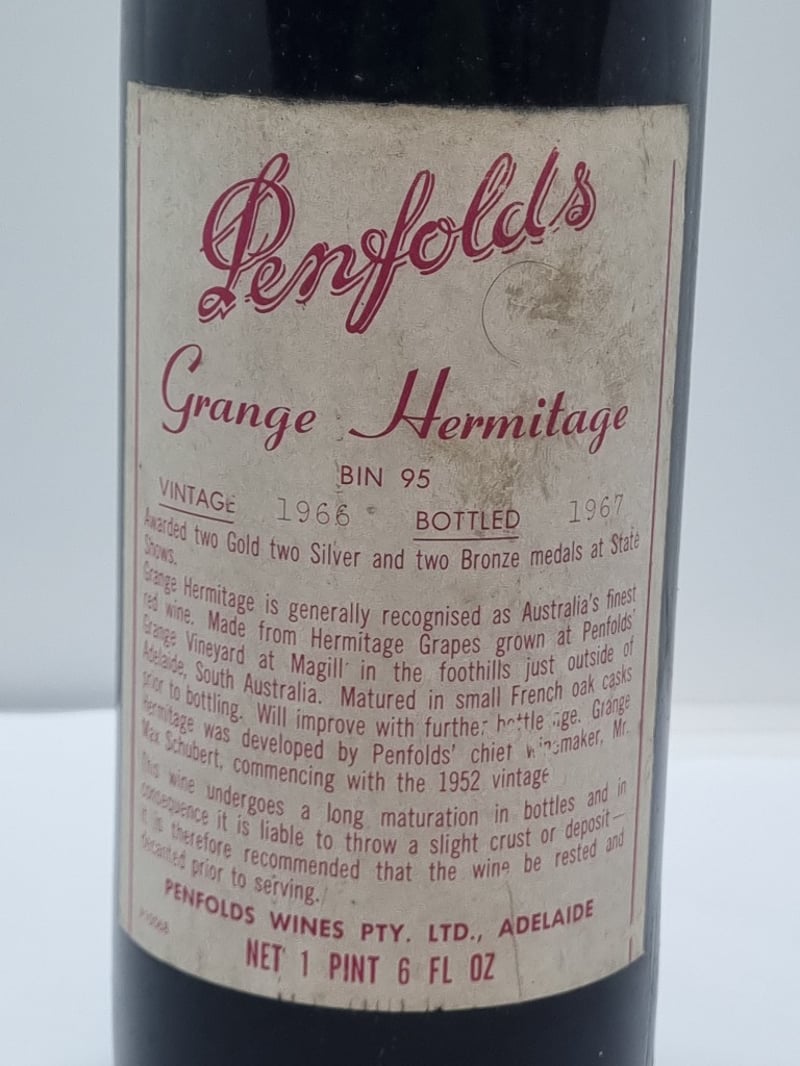 Penfolds
Grange Hermitage
BIN 95
VINTAGE 1966 BOTTLED 1967
Awarded two Gold two Silver and two Bronze medals at State
Shows.
Grange Hermitage is generally recognised as Australia's finest
red wine. Made from Hermitage Grapes grown at Penfolds'
Grange Vineyard at Magill in the foothills just outside of
Adelaide, South Australia. Matured in small French oak casks
prior to bottling. Will improve with further bottle age. Grange
Hermitage was developed by Penfolds' chief winemaker, Mr.
Max Schubert, commencing with the 1952 vintage
This wine undergoes a long maturation in bottles and in
consequence it is liable to throw a slight crust or deposit—
it is therefore recommended that the wine be rested and
decanted prior to serving.
PENFOLDS WINES PTY. LTD., ADELAIDE
NET 1 PINT 6 FL OZ